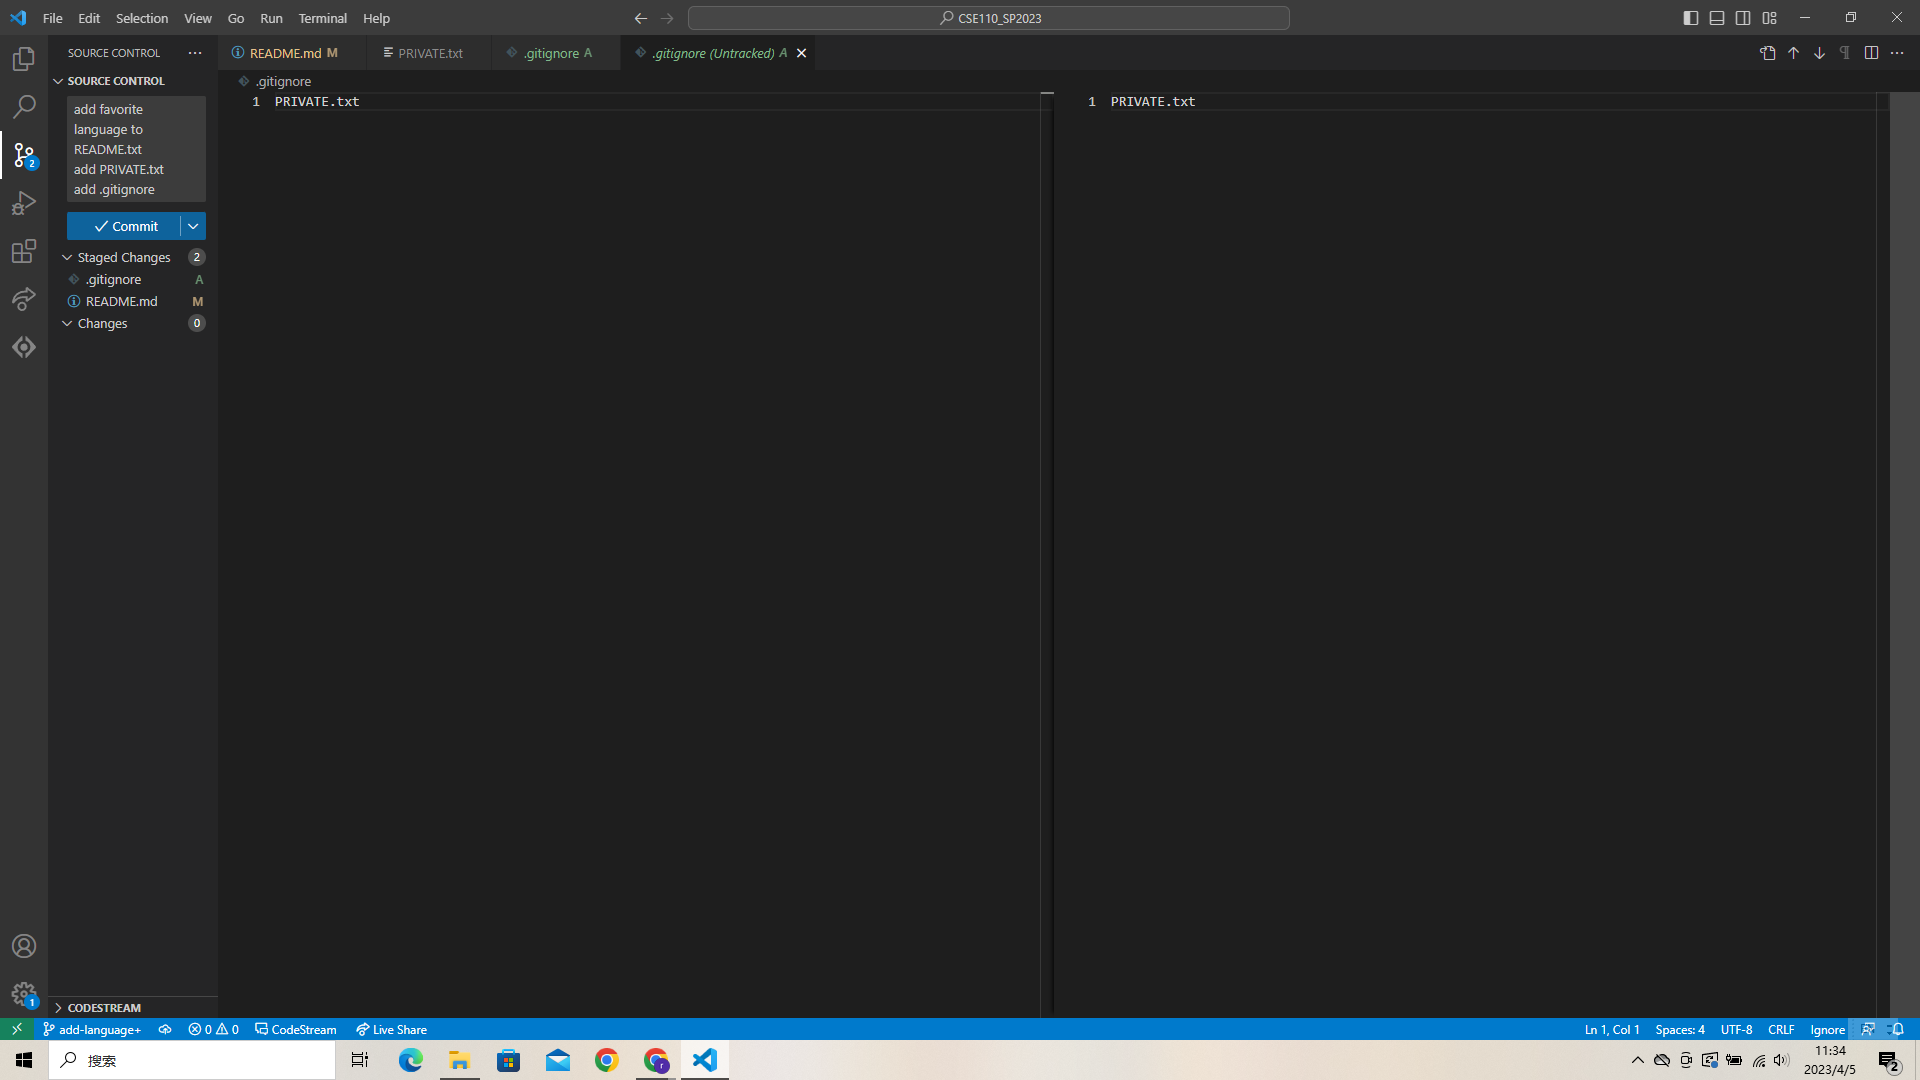 File Edit Selection View Go Run Terminal Help
CSE110_SP2023
SOURCE CONTROL
README.md M
PRIVATE.txt
.gitignore A
.gitignore (Untracked) A
SOURCE CONTROL
.gitignore
add favorite
language to
README.txt
add PRIVATE.txt
add .gitignore
1 PRIVATE.txt
1 PRIVATE.txt
2
Commit
Staged Changes 2
.gitignore A
README.md M
Changes 0
1
CODESTREAM
add-language+ 0 0 CodeStream Live Share
Ln 1, Col 1 Spaces: 4 UTF-8 CRLF Ignore
搜索
r
11:34
2023/4/5
2